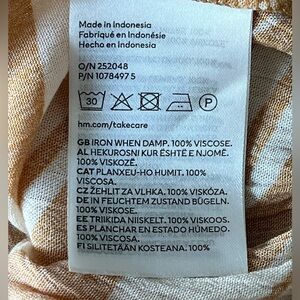 Made in Indonesia
Fabriqué en Indonésie
Hecho en Indonesia
O/N 252048
P/N 1078497 5
30 P
hm.com/takecare
GB IRON WHEN DAMP. 100% VISCOSE.
AL HEKUROSNI KUR ËSHTË E NJOMË.
100% VISKOZË.
CAT PLANXEU-HO HUMIT. 100%
VISCOSA.
CZ ŽEHLIT ZA VLHKA. 100% VISKÓZA.
DE IN FEUCHTEM ZUSTAND BÜGELN.
100% VISKOSE.
EE TRIIKIDA NIISKELT. 100% VISKOOS.
ES PLANCHAR EN ESTADO HÚMEDO.
100% VISCOSA.
FI SILITETÄÄN KOSTEANA. 100%